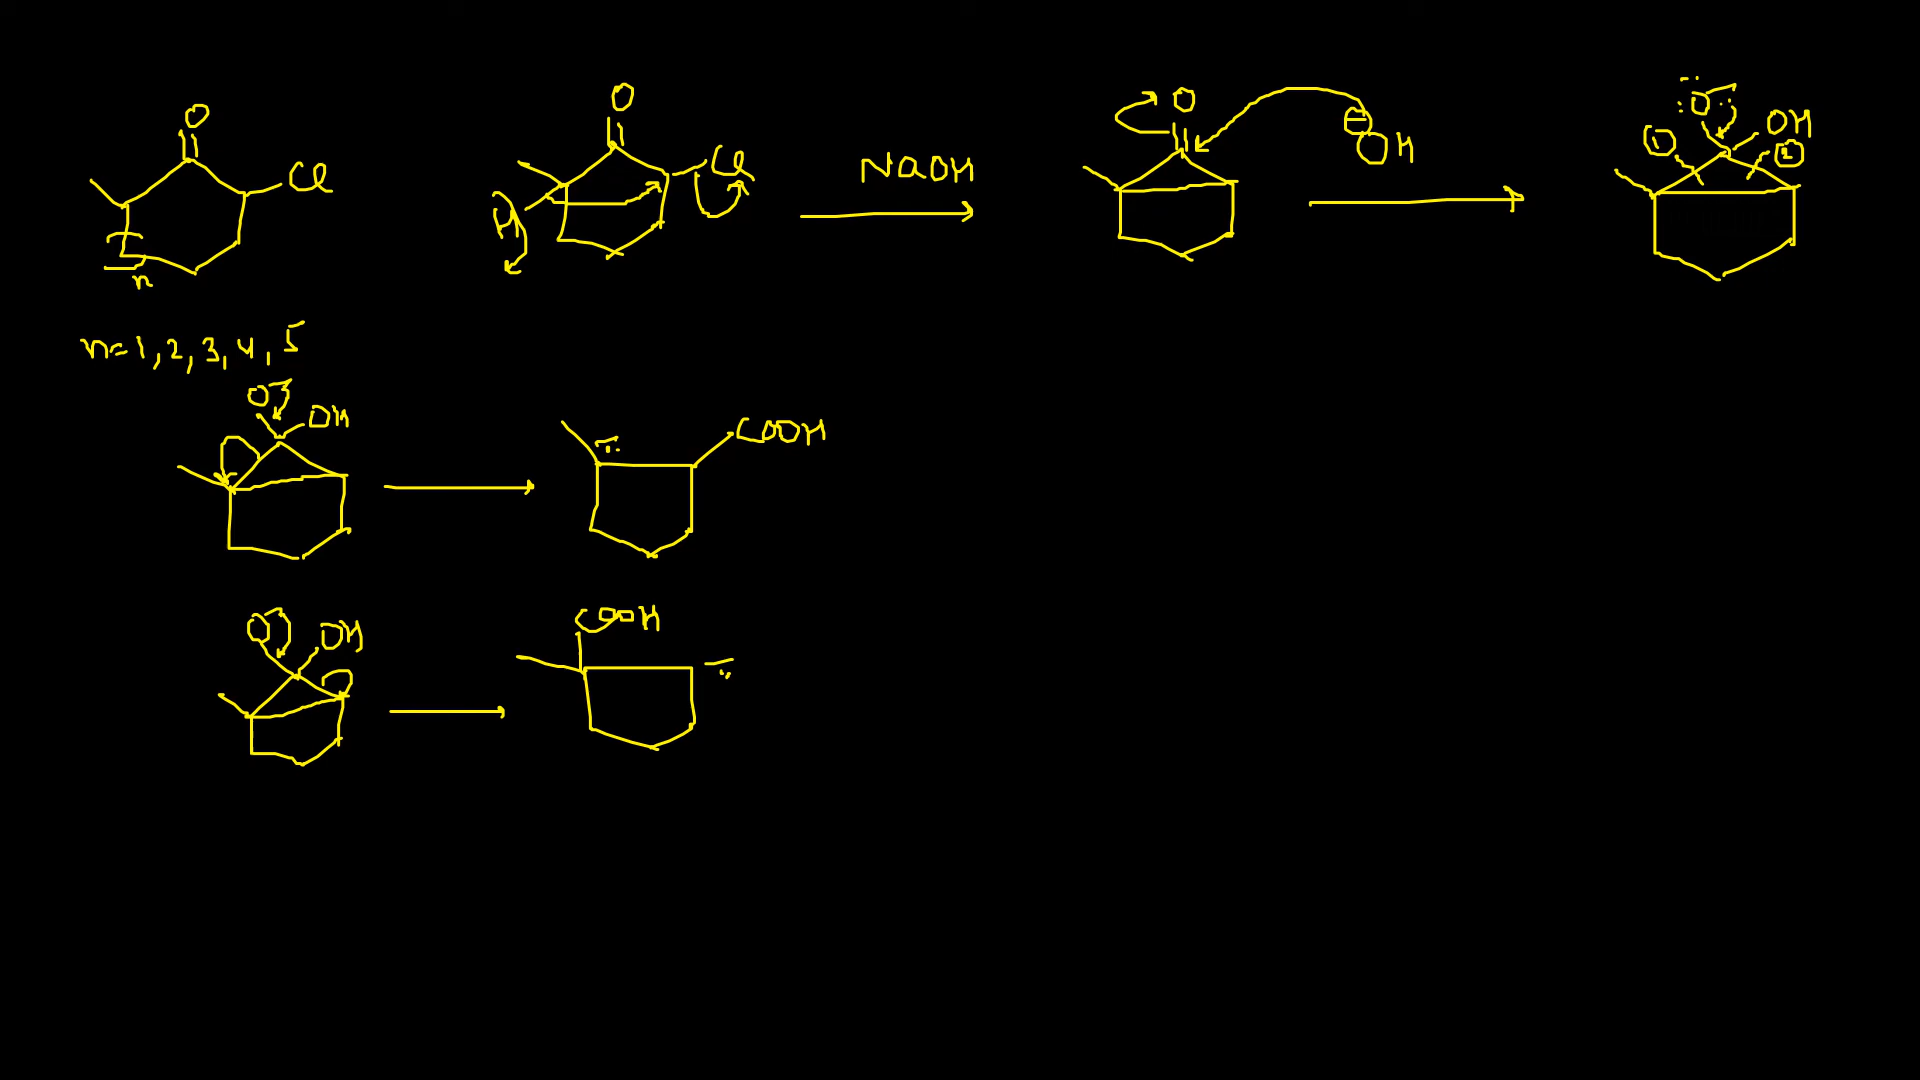 O O O ⊖OH :Ö: OH
Cl H Cl NaOH ① ②
n
n=1,2,3,4,5
O OH
COOH
O OH COOH